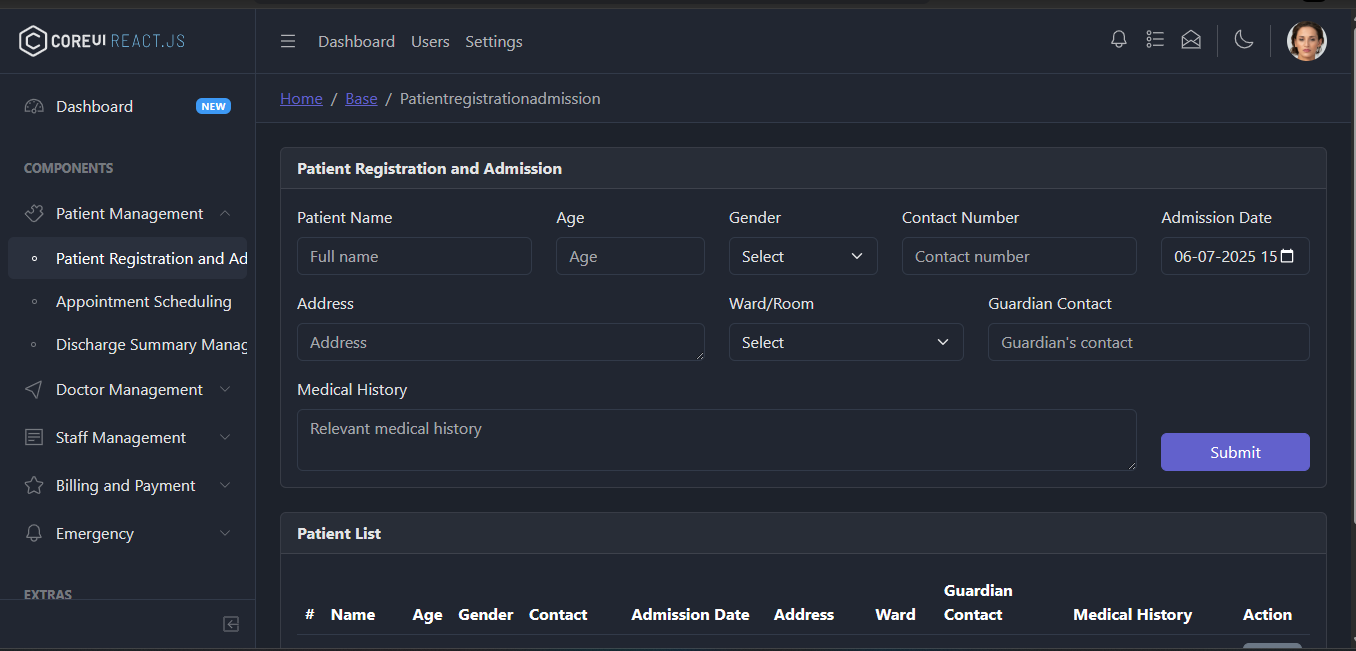 COREUI REACT.JS
Dashboard Users Settings
Dashboard NEW
Home / Base / Patientregistrationadmission
COMPONENTS
Patient Management
Patient Registration and Ad
Appointment Scheduling
Discharge Summary Manag
Doctor Management
Staff Management
Billing and Payment
Emergency
EXTRAS
Patient Registration and Admission
Patient Name Age Gender Contact Number Admission Date
Full name Age Select Contact number 06-07-2025 15
Address Ward/Room Guardian Contact
Address Select Guardian's contact
Medical History
Relevant medical history
Submit
Patient List
# Name Age Gender Contact Admission Date Address Ward Guardian Contact Medical History Action